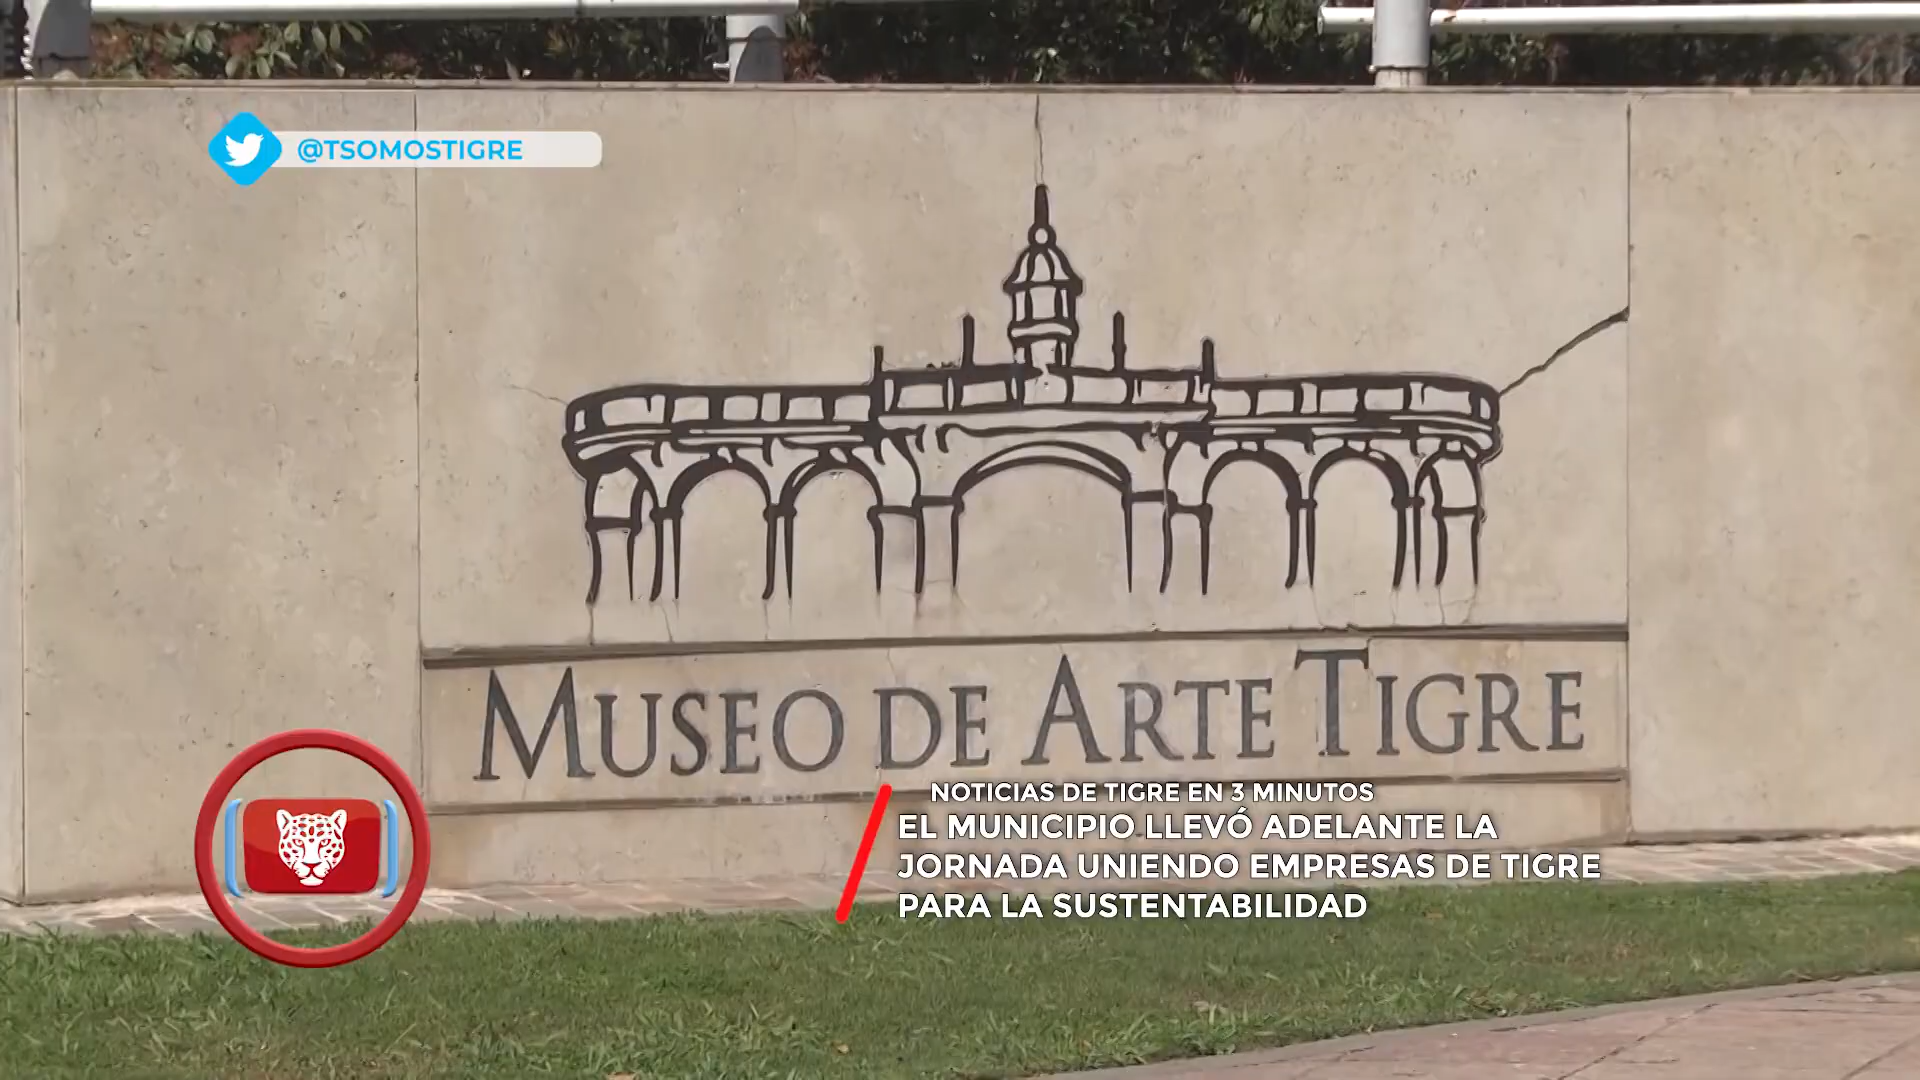 @TSOMOSTIGRE
MUSEO DE ARTE TIGRE
NOTICIAS DE TIGRE EN 3 MINUTOS
EL MUNICIPIO LLEVÓ ADELANTE LA
JORNADA UNIENDO EMPRESAS DE TIGRE
PARA LA SUSTENTABILIDAD